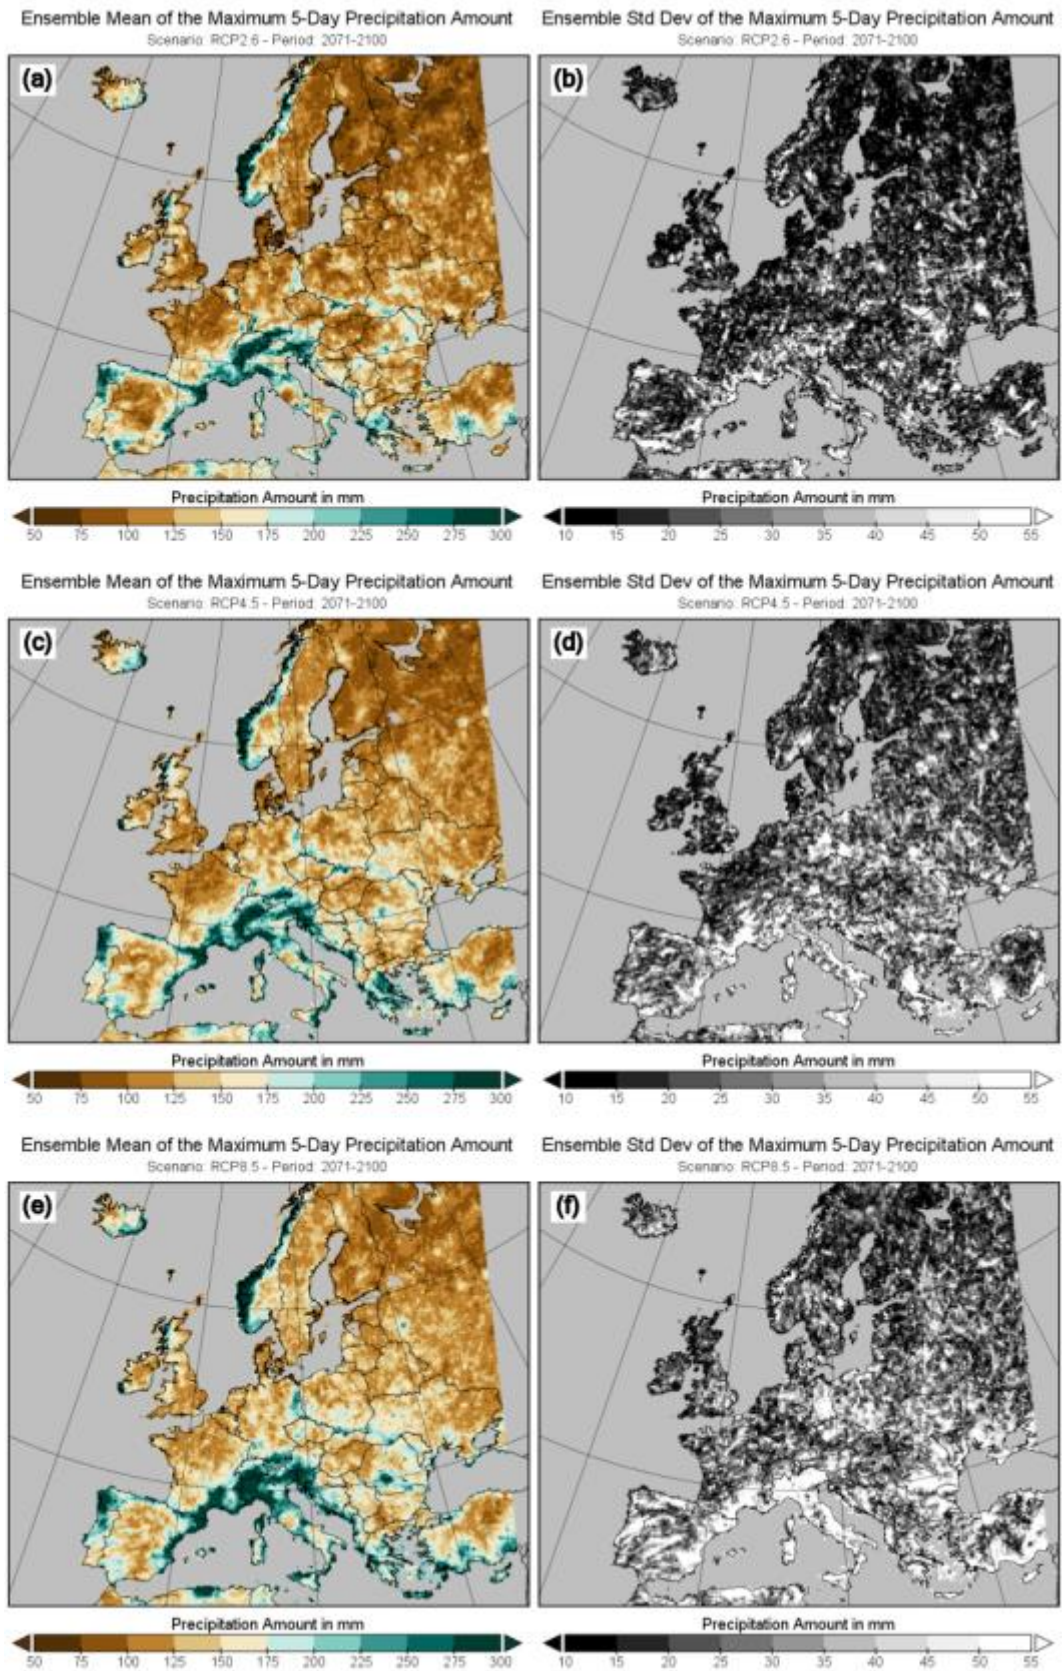 Ensemble Mean of the Maximum 5-Day Precipitation Amount
Scenario: RCP2.6 - Period: 2071-2100
(a)
Precipitation Amount in mm
50 75 100 125 150 175 200 225 250 275 300
Ensemble Std Dev of the Maximum 5-Day Precipitation Amount
Scenario: RCP2.6 - Period: 2071-2100
(b)
Precipitation Amount in mm
10 15 20 25 30 35 40 45 50 55
Ensemble Mean of the Maximum 5-Day Precipitation Amount
Scenario: RCP4.5 - Period: 2071-2100
(c)
Precipitation Amount in mm
50 75 100 125 150 175 200 225 250 275 300
Ensemble Std Dev of the Maximum 5-Day Precipitation Amount
Scenario: RCP4.5 - Period: 2071-2100
(d)
Precipitation Amount in mm
10 15 20 25 30 35 40 45 50 55
Ensemble Mean of the Maximum 5-Day Precipitation Amount
Scenario: RCP8.5 - Period: 2071-2100
(e)
Precipitation Amount in mm
50 75 100 125 150 175 200 225 250 275 300
Ensemble Std Dev of the Maximum 5-Day Precipitation Amount
Scenario: RCP8.5 - Period: 2071-2100
(f)
Precipitation Amount in mm
10 15 20 25 30 35 40 45 50 55